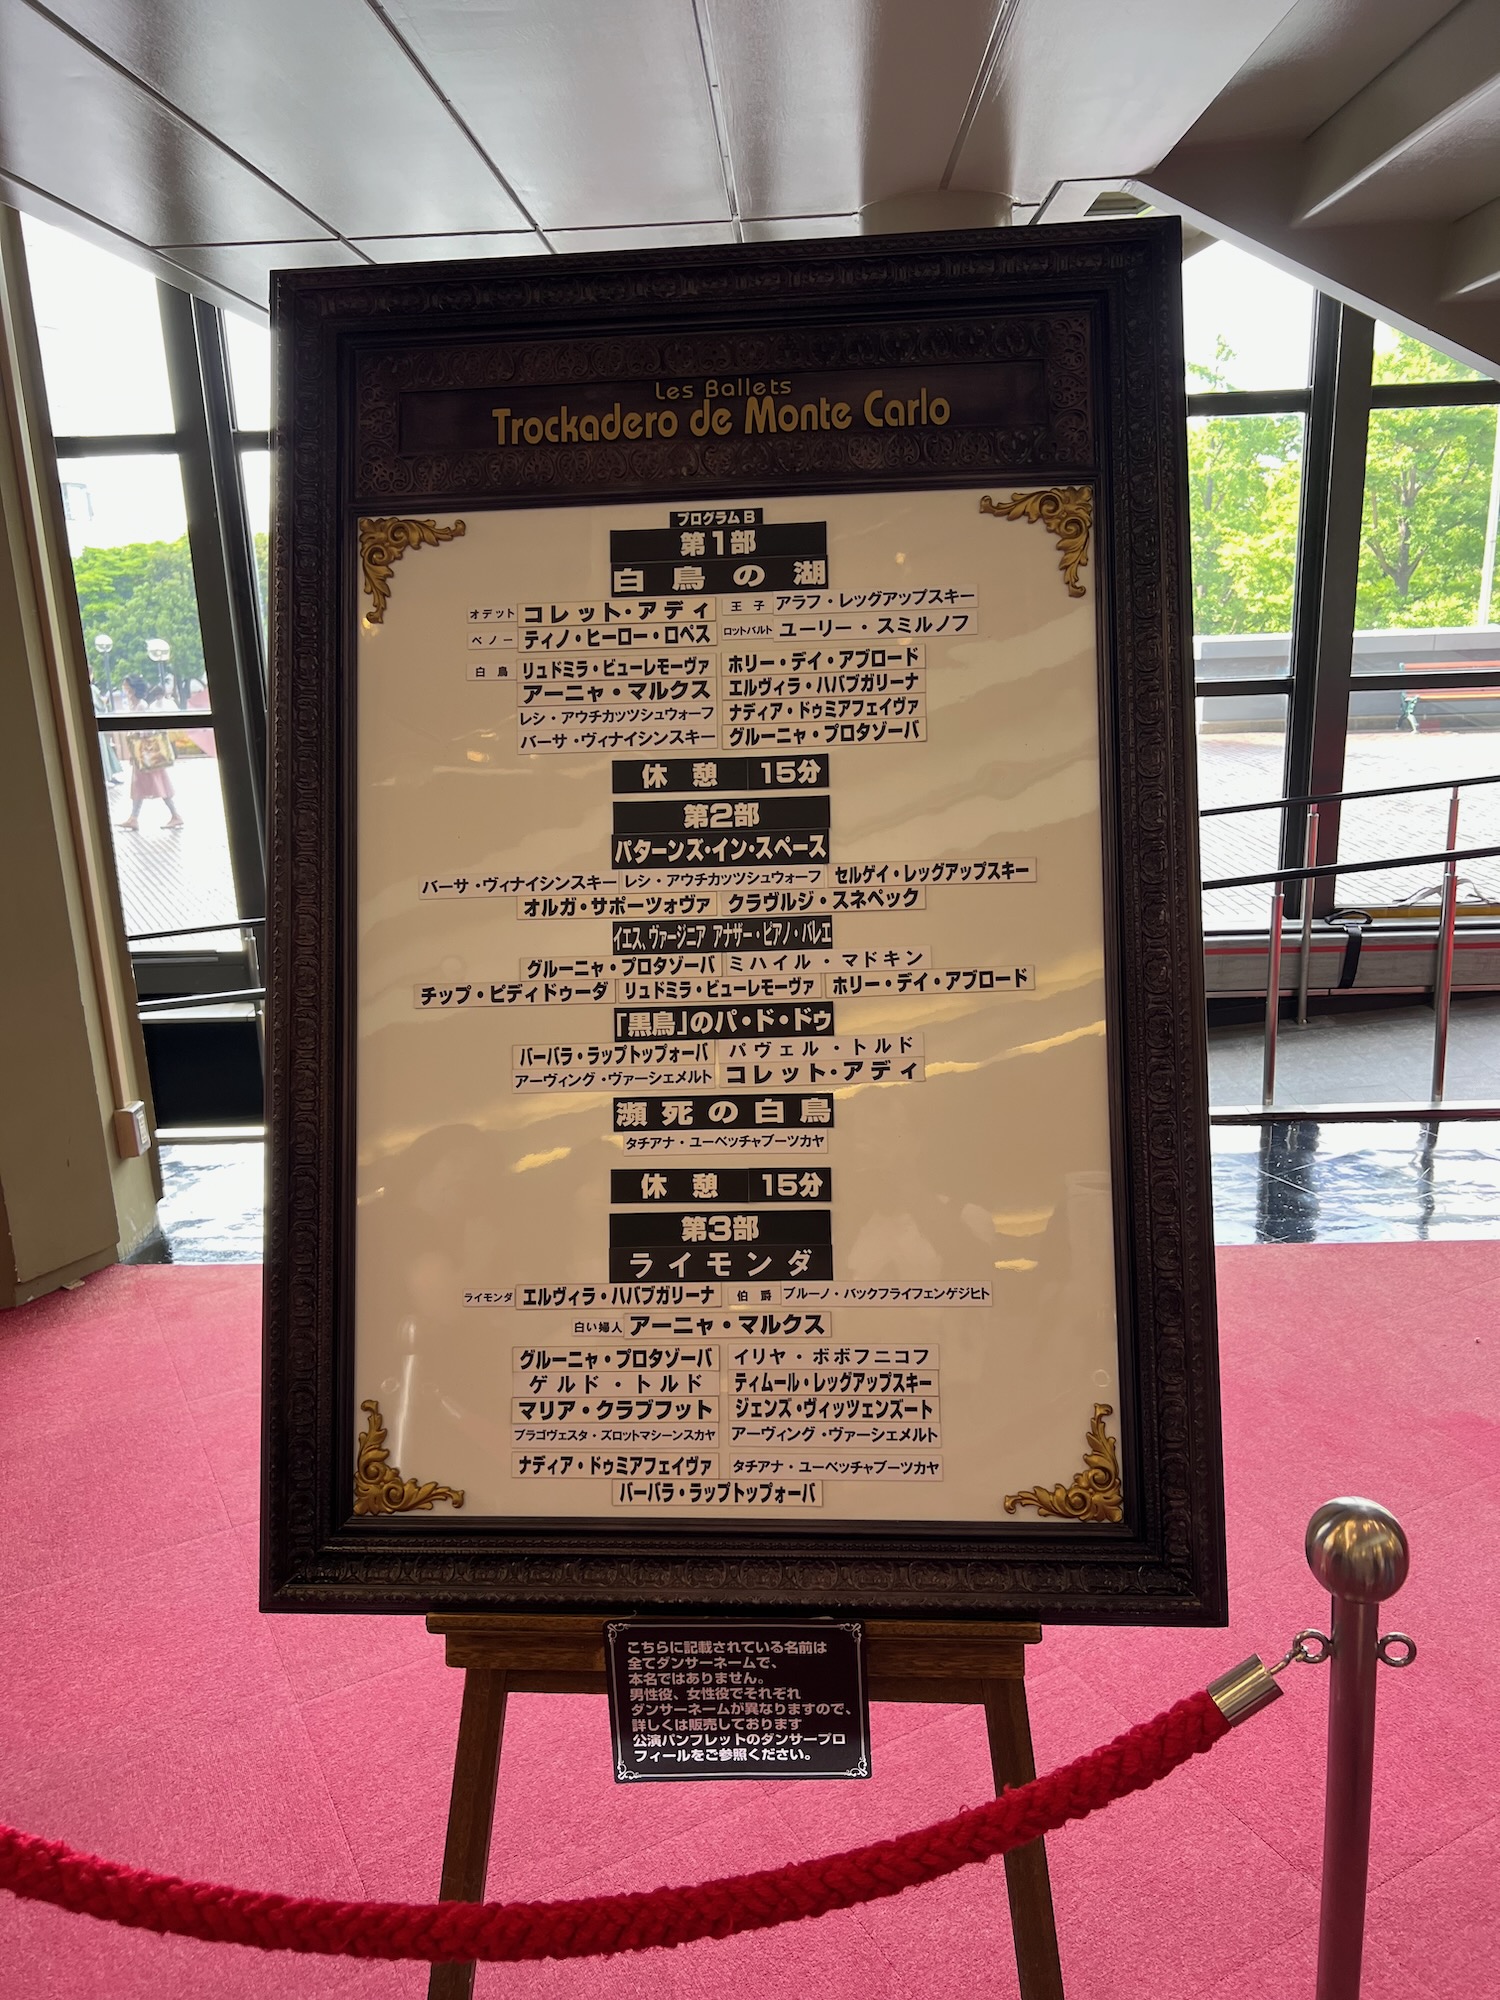 Les Ballets
Trockadero de Monte Carlo
プログラム B
第1部
白鳥の湖
オデット コレット・アディ 王子 アラフ・レッグアップスキー
ベノー ティノ・ヒーロー・ロペス ロットバルト ユーリー・スミルノフ
白鳥 リュドミラ・ビューレモーヴァ ホリー・デイ・アブロード
アーニャ・マルクス エルヴィラ・ハバブガリーナ
レシ・アウチカッツシュウォーフ ナディア・ドゥミアフェイヴァ
バーサ・ヴィナイシンスキー グルーニャ・プロタゾーバ
休憩 15分
第2部
パターンズ・イン・スペース
バーサ・ヴィナイシンスキー レシ・アウチカッツシュウォーフ セルゲイ・レッグアップスキー
オルガ・サポーツォヴァ クラヴルジ・スネペック
イエス、ヴァージニア アナザー・ピアノ・バレエ
グルーニャ・プロタゾーバ ミハイル・マドキン
チップ・ピディドゥーダ リュドミラ・ビューレモーヴァ ホリー・デイ・アブロード
「黒鳥」のパ・ド・ドゥ
バーバラ・ラップトップォーバ パヴェル・トルド
アーヴィング・ヴァーシェメルト コレット・アディ
瀕死の白鳥
タチアナ・ユーベッチャブーツカヤ
休憩 15分
第3部
ライモンダ
ライモンダ エルヴィラ・ハバブガリーナ 伯爵 ブルーノ・バックフライフェンゲジヒト
白い婦人 アーニャ・マルクス
グルーニャ・プロタゾーバ イリヤ・ボボフニコフ
ゲルド・トルド ティムール・レッグアップスキー
マリア・クラブフット ジェンズ・ヴィッツェンズート
ブラゴヴェスタ・ズロットマシーンスカヤ アーヴィング・ヴァーシェメルト
ナディア・ドゥミアフェイヴァ タチアナ・ユーベッチャブーツカヤ
バーバラ・ラップトップォーバ
こちらに記載されている名前は
全てダンサーネームで、
本名ではありません。
男性役、女性役でそれぞれ
ダンサーネームが異なりますので、
詳しくは販売しております
公演パンフレットのダンサープロ
フィールをご参照ください。